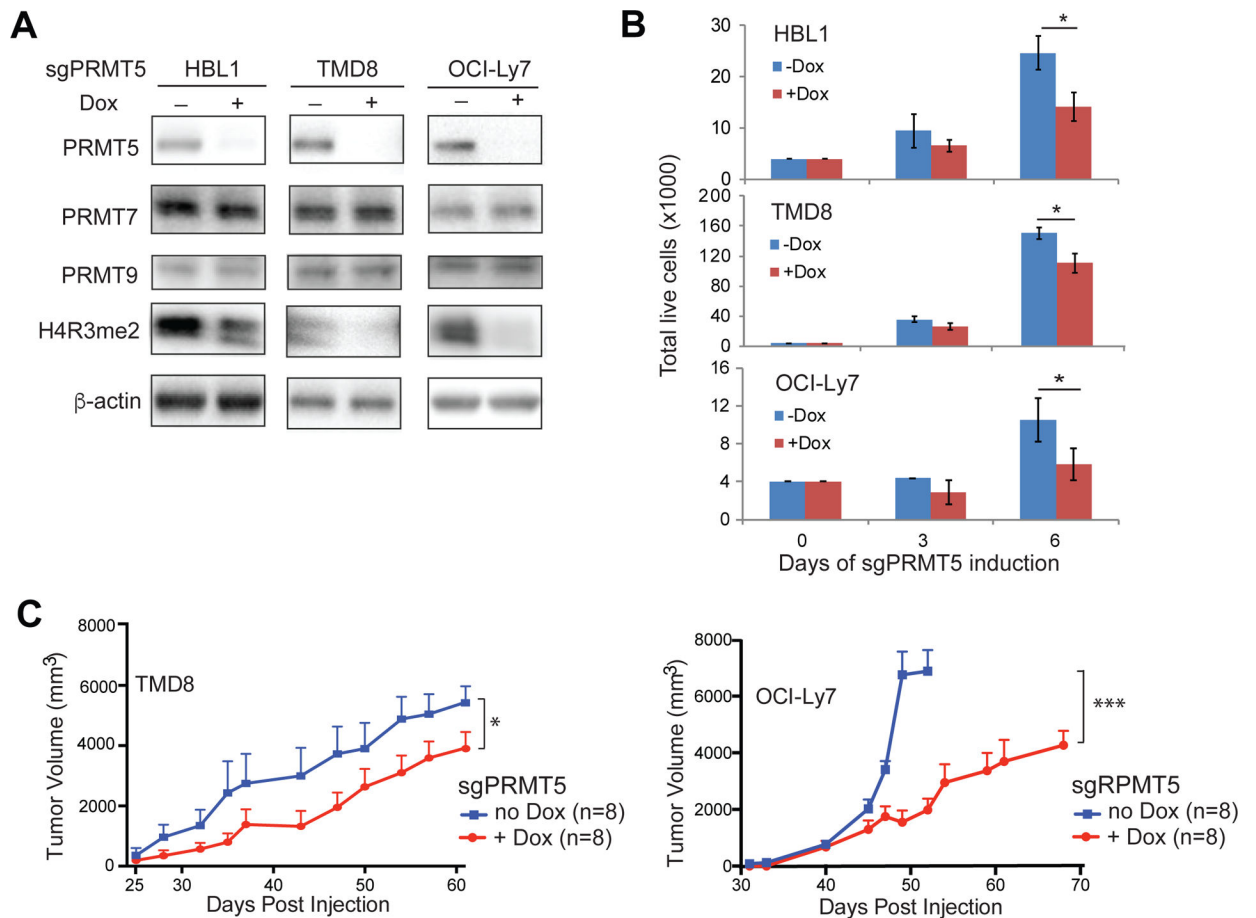 A
sgPRMT5 HBL1 TMD8 OCI-Ly7
Dox – + – + – +
PRMT5
PRMT7
PRMT9
H4R3me2
β-actin
B
Total live cells (x1000)
30
20
10
0
HBL1
-Dox
+Dox
*
200
160
120
80
40
0
TMD8
-Dox
+Dox
*
16
12
8
4
0
OCI-Ly7
-Dox
+Dox
*
0 3 6
Days of sgPRMT5 induction
C
Tumor Volume (mm3)
8000
6000
4000
2000
0
TMD8
*
sgPRMT5
no Dox (n=8)
+ Dox (n=8)
25 30 40 50 60
Days Post Injection
Tumor Volume (mm3)
8000
6000
4000
2000
0
OCI-Ly7
***
sgRPMT5
no Dox (n=8)
+ Dox (n=8)
30 40 50 60 70
Days Post Injection